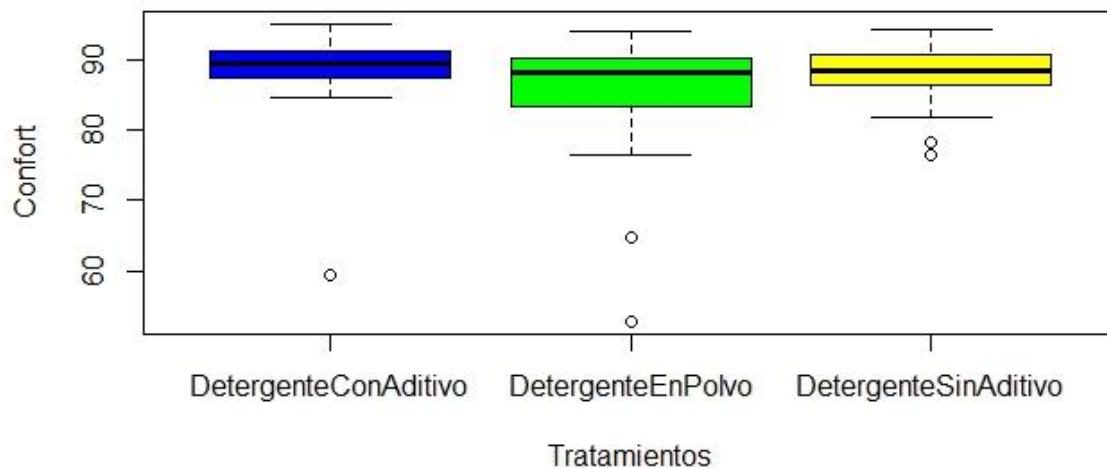 Confort
90
80
70
60
DetergenteConAditivo DetergenteEnPolvo DetergenteSinAditivo
Tratamientos